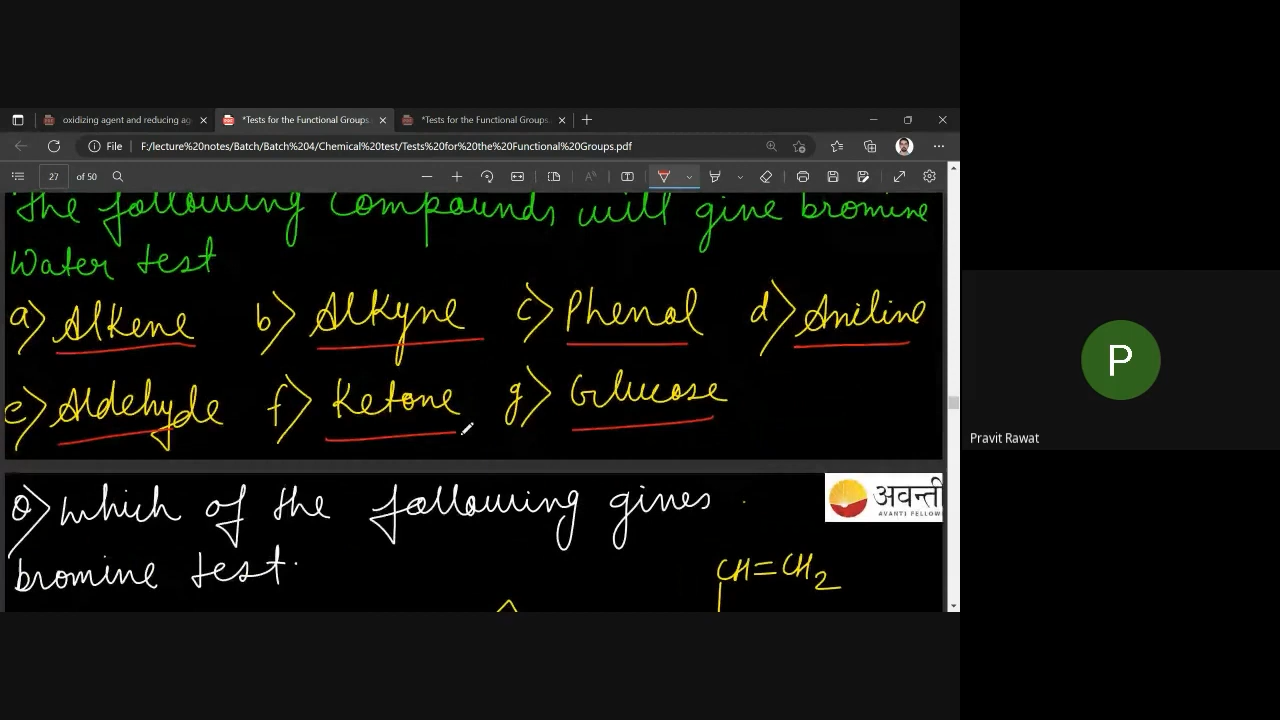 oxidizing agent and reducing ag
*Tests for the Functional Groups.
*Tests for the Functional Groups.
File
F:/lecture%20notes/Batch/Batch%204/Chemical%20test/Tests%20for%20the%20Functional%20Groups.pdf
27 of 50
The following Compounds will give bromine
Water test
a) Alkene b) Alkyne c) Phenol d) Aniline
e) Aldehyde f) Ketone g) Glucose
Q) which of the following gives
bromine test.
अवन्ती
AVANTI FELLOW
CH=CH2
P
Pravit Rawat